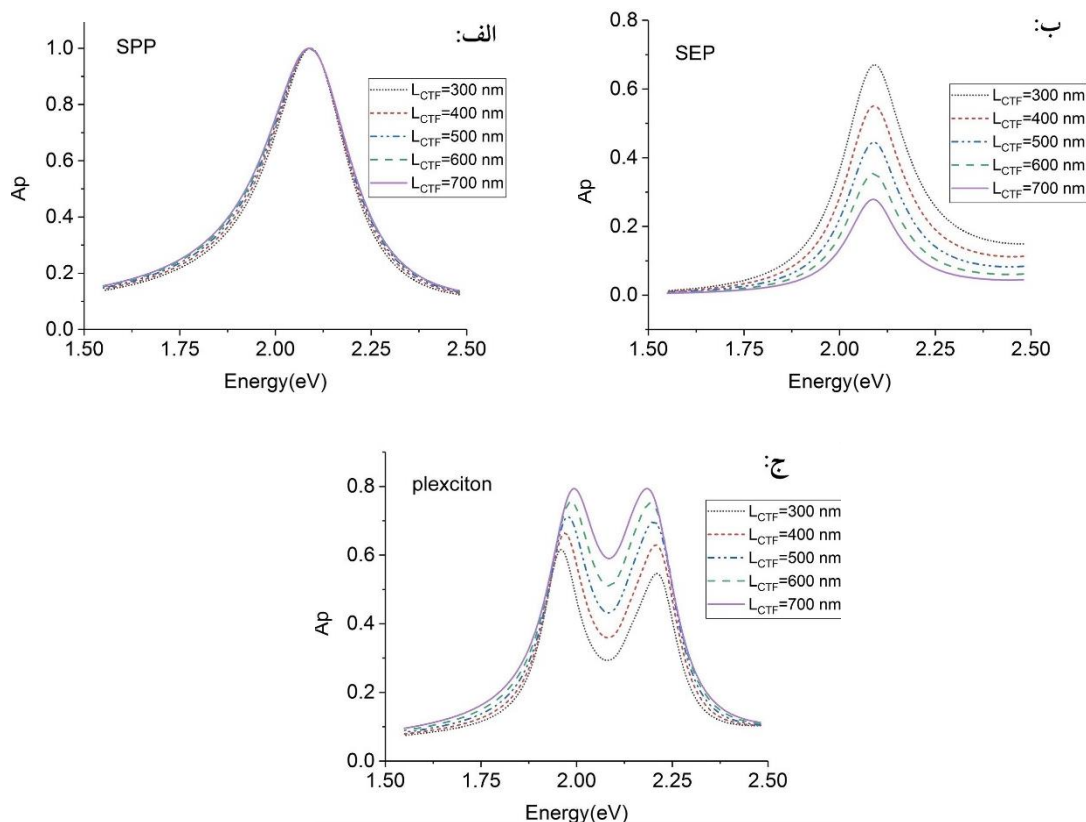 الف:
SPP
L_CTF=300 nm
L_CTF=400 nm
L_CTF=500 nm
L_CTF=600 nm
L_CTF=700 nm
Ap
1.0
0.8
0.6
0.4
0.2
0.0
1.50 1.75 2.00 2.25 2.50
Energy(eV)
ب:
SEP
L_CTF=300 nm
L_CTF=400 nm
L_CTF=500 nm
L_CTF=600 nm
L_CTF=700 nm
Ap
0.8
0.6
0.4
0.2
0.0
1.50 1.75 2.00 2.25 2.50
Energy(eV)
ج:
plexciton
L_CTF=300 nm
L_CTF=400 nm
L_CTF=500 nm
L_CTF=600 nm
L_CTF=700 nm
Ap
0.8
0.6
0.4
0.2
0.0
1.50 1.75 2.00 2.25 2.50
Energy(eV)